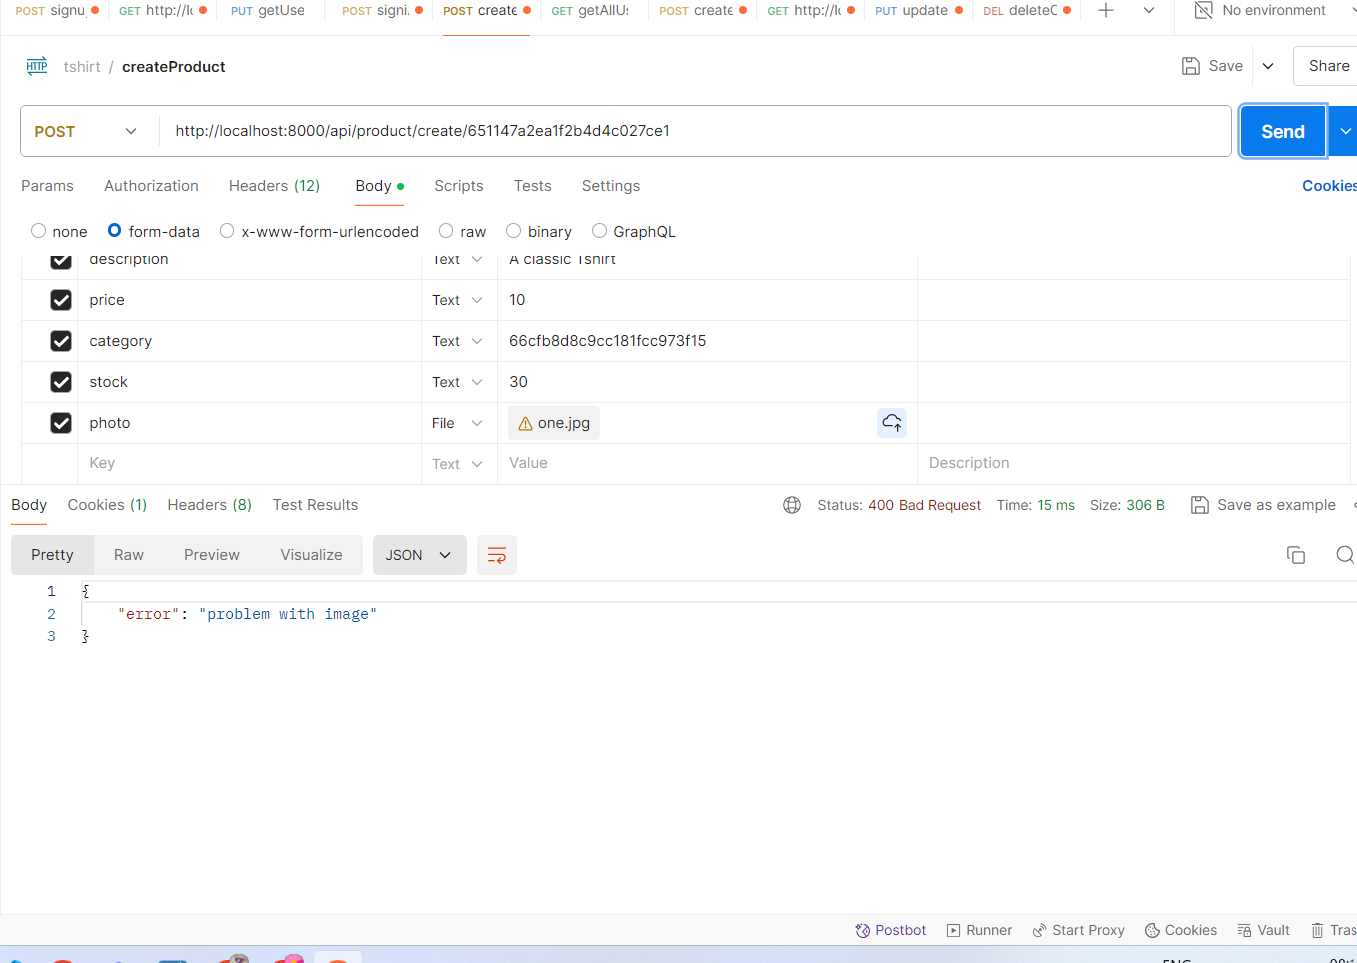 POST signu GET http://l PUT getUse POST signi. POST create GET getAllU POST create GET http://l PUT update DEL deleteC No environment
HTTP tshirt / createProduct Save Share
POST http://localhost:8000/api/product/create/651147a2ea1f2b4d4c027ce1 Send
Params Authorization Headers (12) Body Scripts Tests Settings Cookies
none form-data x-www-form-urlencoded raw binary GraphQL
description Text A classic Tshirt
price Text 10
category Text 66cfb8d8c9cc181fcc973f15
stock Text 30
photo File one.jpg
Key Text Value Description
Body Cookies (1) Headers (8) Test Results Status: 400 Bad Request Time: 15 ms Size: 306 B Save as example
Pretty Raw Preview Visualize JSON
1 {
2 "error": "problem with image"
3 }
Postbot Runner Start Proxy Cookies Vault Tras